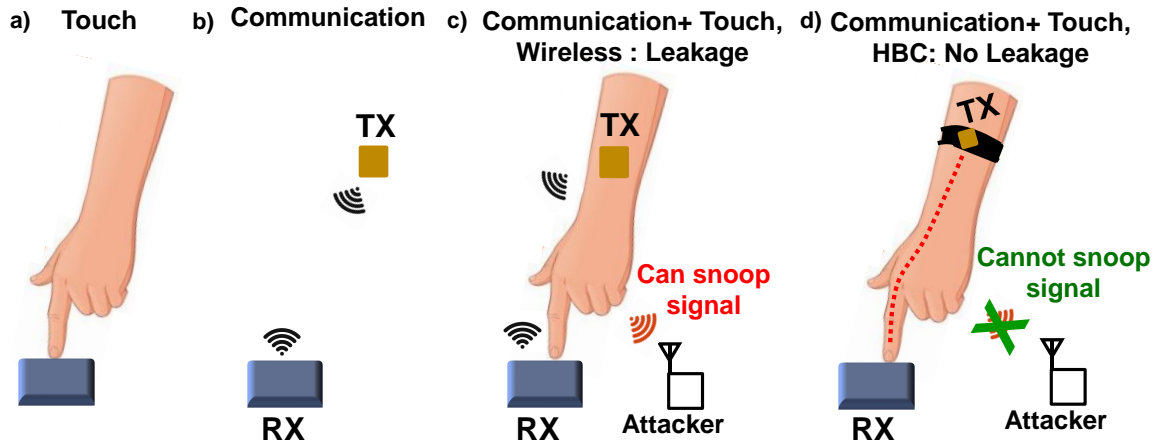 a) Touch
b) Communication
TX
RX
c) Communication+ Touch,
Wireless : Leakage
TX
Can snoop
signal
RX
Attacker
d) Communication+ Touch,
HBC: No Leakage
TX
Cannot snoop
signal
RX
Attacker